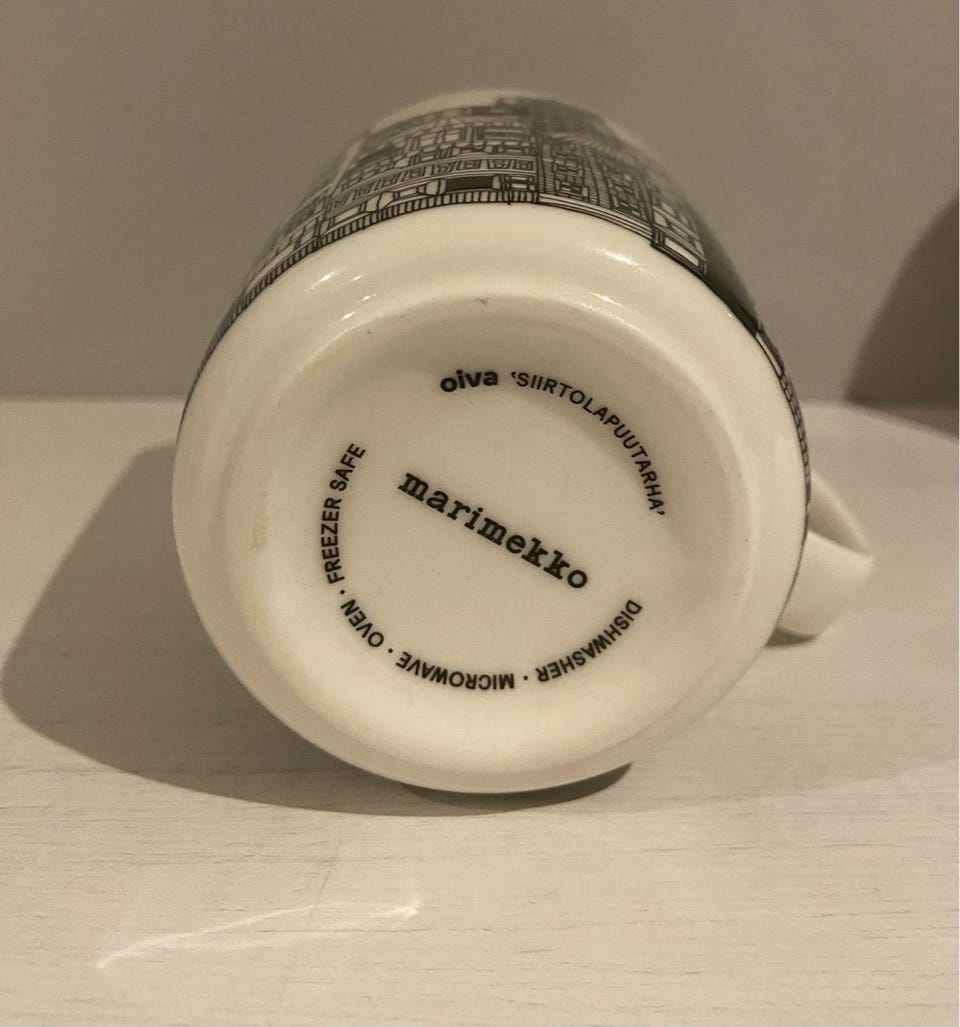 oiva ‘SIIRTOLAPUUTARHA’
marimekko
DISHWASHER · MICROWAVE · OVEN · FREEZER SAFE